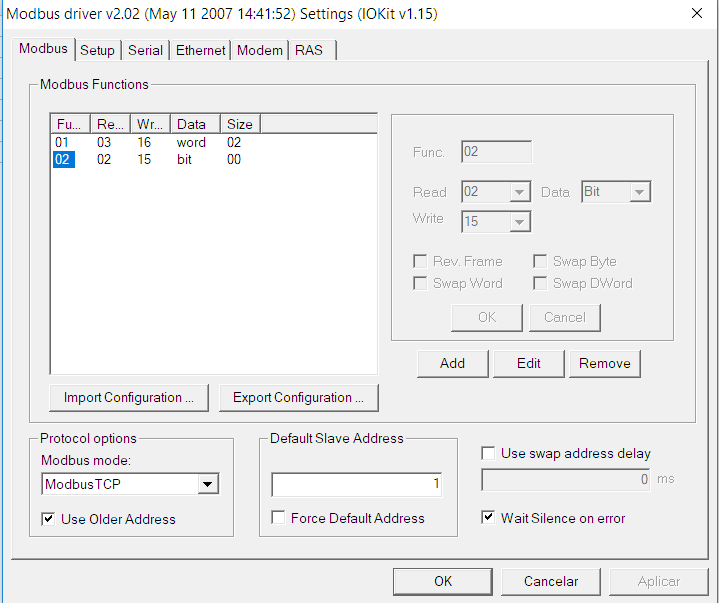 Modbus driver v2.02 (May 11 2007 14:41:52) Settings (IOKit v1.15)
Modbus Setup Serial Ethernet Modem RAS
Modbus Functions
Fu... Re... Wr... Data Size
01 03 16 word 02
02 02 15 bit 00
Func. 02
Read 02 Data Bit
Write 15
Rev. Frame Swap Byte
Swap Word Swap DWord
OK Cancel
Add Edit Remove
Import Configuration ... Export Configuration ...
Protocol options
Modbus mode:
ModbusTCP
Use Older Address
Default Slave Address
1
Force Default Address
Use swap address delay
0 ms
Wait Silence on error
OK Cancelar Aplicar